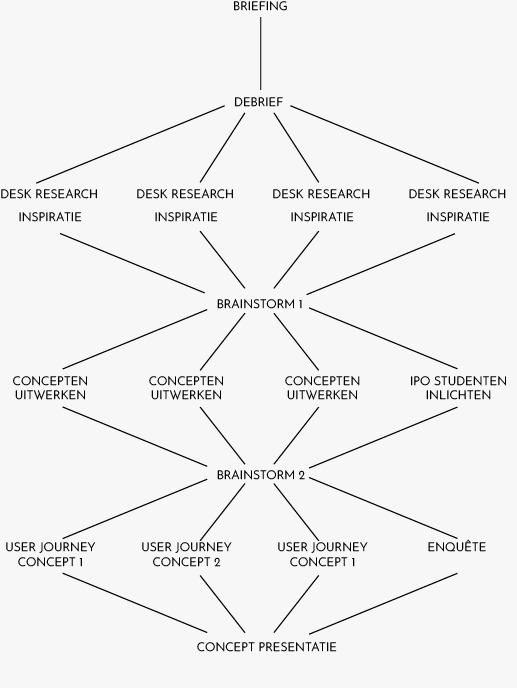 BRIEFING
DEBRIEF
DESK RESEARCH DESK RESEARCH DESK RESEARCH DESK RESEARCH
INSPIRATIE INSPIRATIE INSPIRATIE INSPIRATIE
BRAINSTORM 1
CONCEPTEN CONCEPTEN CONCEPTEN IPO STUDENTEN
UITWERKEN UITWERKEN UITWERKEN INLICHTEN
BRAINSTORM 2
USER JOURNEY USER JOURNEY USER JOURNEY ENQUÊTE
CONCEPT 1 CONCEPT 2 CONCEPT 1
CONCEPT PRESENTATIE